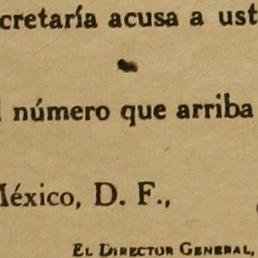 cretaría acusa a ust
número que arriba
México, D. F.,
EL DIRECTOR GENERAL,